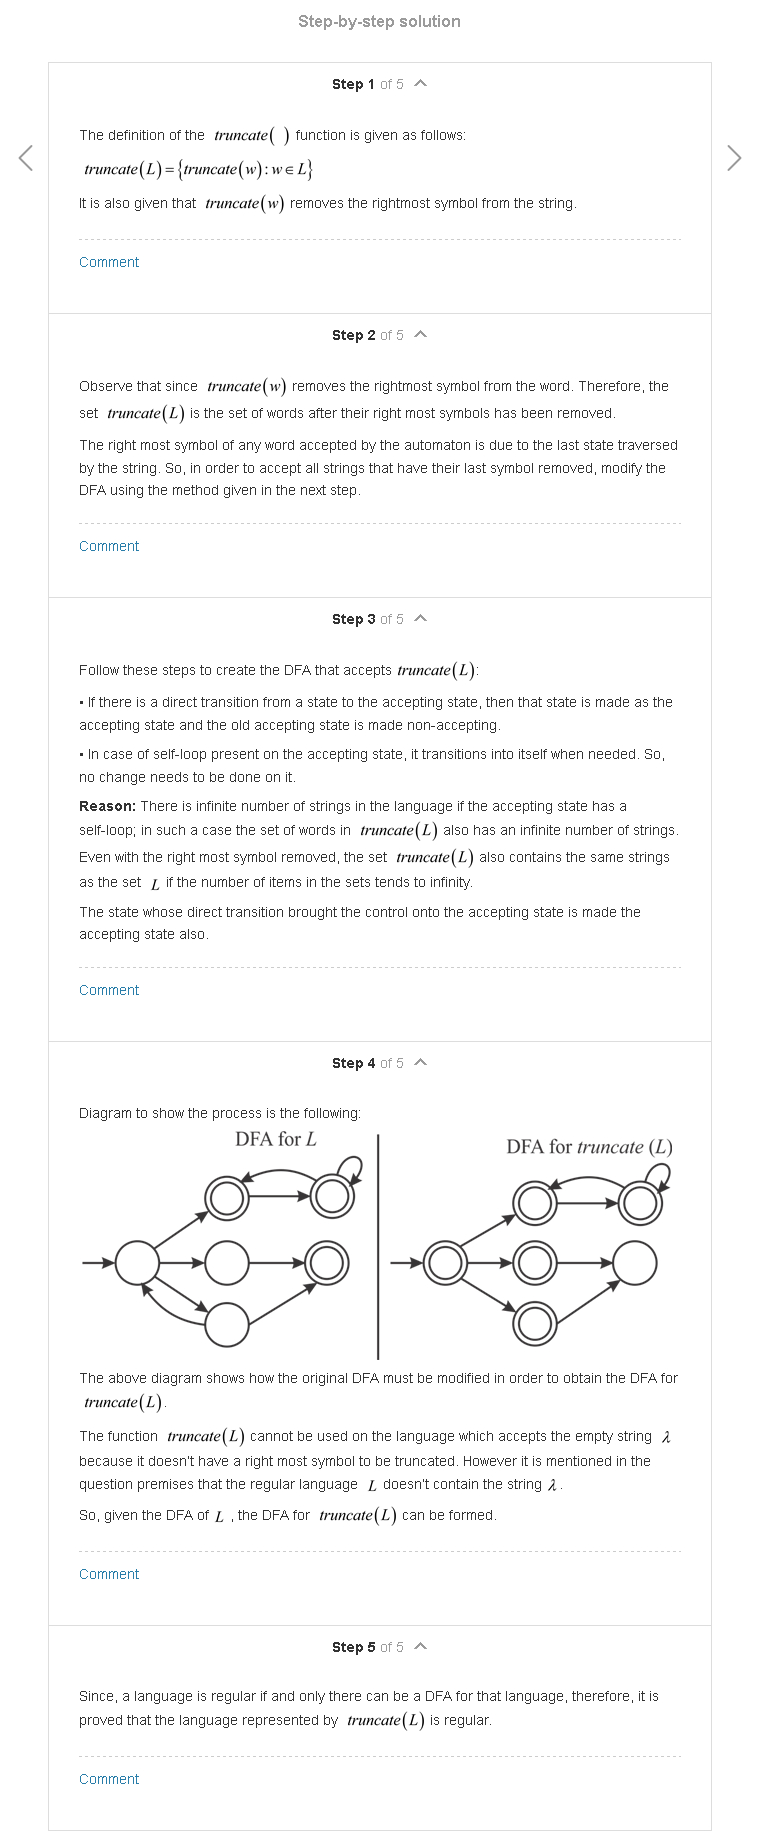 Step-by-step solution
Step 1 of 5
The definition of the truncate( ) function is given as follows:
truncate(L)={truncate(w):w∈L}
It is also given that truncate(w) removes the rightmost symbol from the string.
Comment
Step 2 of 5
Observe that since truncate(w) removes the rightmost symbol from the word. Therefore, the
set truncate(L) is the set of words after their right most symbols has been removed.
The right most symbol of any word accepted by the automaton is due to the last state traversed
by the string. So, in order to accept all strings that have their last symbol removed, modify the
DFA using the method given in the next step.
Comment
Step 3 of 5
Follow these steps to create the DFA that accepts truncate(L):
• If there is a direct transition from a state to the accepting state, then that state is made as the
accepting state and the old accepting state is made non-accepting.
• In case of self-loop present on the accepting state, it transitions into itself when needed. So,
no change needs to be done on it.
Reason: There is infinite number of strings in the language if the accepting state has a
self-loop; in such a case the set of words in truncate(L) also has an infinite number of strings.
Even with the right most symbol removed, the set truncate(L) also contains the same strings
as the set L if the number of items in the sets tends to infinity.
The state whose direct transition brought the control onto the accepting state is made the
accepting state also.
Comment
Step 4 of 5
Diagram to show the process is the following:
DFA for L
DFA for truncate (L)
The above diagram shows how the original DFA must be modified in order to obtain the DFA for
truncate(L).
The function truncate(L) cannot be used on the language which accepts the empty string λ
because it doesn't have a right most symbol to be truncated. However it is mentioned in the
question premises that the regular language L doesn't contain the string λ.
So, given the DFA of L , the DFA for truncate(L) can be formed.
Comment
Step 5 of 5
Since, a language is regular if and only there can be a DFA for that language, therefore, it is
proved that the language represented by truncate(L) is regular.
Comment